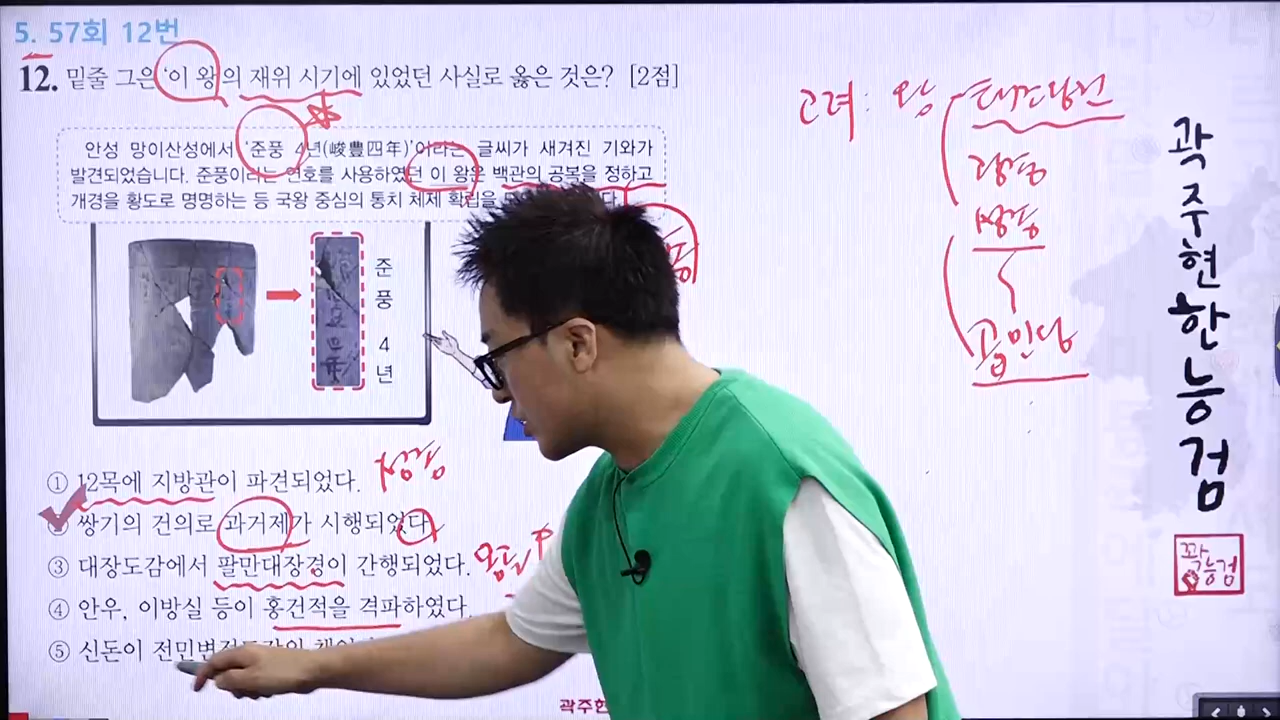 5. 57회 12번
12. 밑줄 그은 '이 왕'의 재위 시기에 있었던 사실로 옳은 것은? [2점]
안성 망이산성에서 '준풍 4년(峻豊四年)'이라는 글씨가 새겨진 기와가
발견되었습니다. 준풍이라는 연호를 사용하였던 이 왕은 백관의 공복을 정하고
개경을 황도로 명명하는 등 국왕 중심의 통치 체제 확립을
준
풍
4
년
① 12목에 지방관이 파견되었다. 성종
② 쌍기의 건의로 과거제가 시행되었다.
③ 대장도감에서 팔만대장경이 간행되었다. 몽골
④ 안우, 이방실 등이 홍건적을 격파하였다.
⑤ 신돈이
고려: 왕 태조왕건
광종
성종
공민왕
곽주현한능검
꽉능검
곽주현